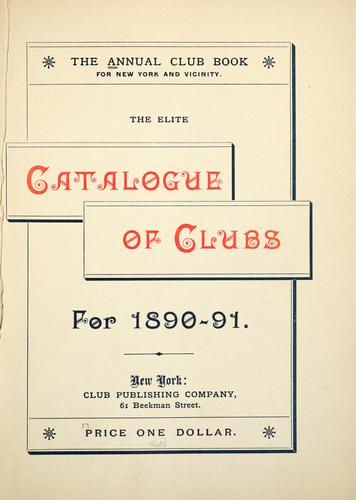 THE ANNUAL CLUB BOOK
FOR NEW YORK AND VICINITY.
THE ELITE
CATALOGUE
OF CLUBS
For 1890-91.
New York:
CLUB PUBLISHING COMPANY,
61 Beekman Street.
PRICE ONE DOLLAR.